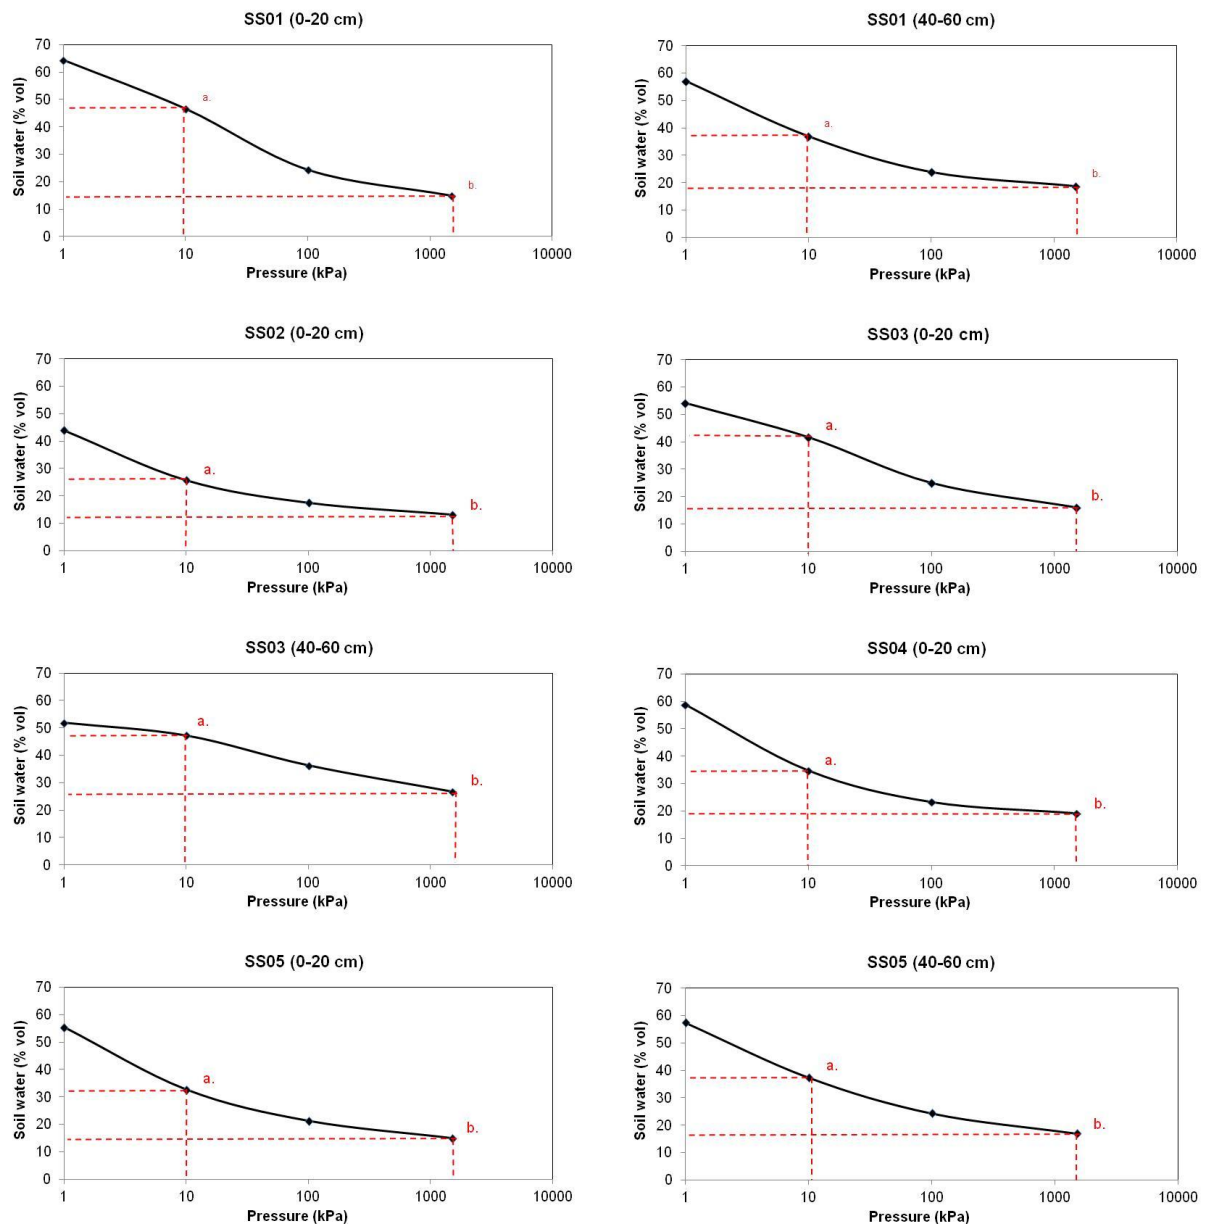 SS01 (0-20 cm)
Soil water (% vol)
70
60
50
40
30
20
10
0
a.
b.
1 10 100 1000 10000
Pressure (kPa)
SS01 (40-60 cm)
Soil water (% vol)
70
60
50
40
30
20
10
0
a.
b.
1 10 100 1000 10000
Pressure (kPa)
SS02 (0-20 cm)
Soil water (% vol)
70
60
50
40
30
20
10
0
a.
b.
1 10 100 1000 10000
Pressure (kPa)
SS03 (0-20 cm)
Soil water (% vol)
70
60
50
40
30
20
10
0
a.
b.
1 10 100 1000 10000
Pressure (kPa)
SS03 (40-60 cm)
Soil water (% vol)
70
60
50
40
30
20
10
0
a.
b.
1 10 100 1000 10000
Pressure (kPa)
SS04 (0-20 cm)
Soil water (% vol)
70
60
50
40
30
20
10
0
a.
b.
1 10 100 1000 10000
Pressure (kPa)
SS05 (0-20 cm)
Soil water (% vol)
70
60
50
40
30
20
10
0
a.
b.
1 10 100 1000 10000
Pressure (kPa)
SS05 (40-60 cm)
Soil water (% vol)
70
60
50
40
30
20
10
0
a.
b.
1 10 100 1000 10000
Pressure (kPa)